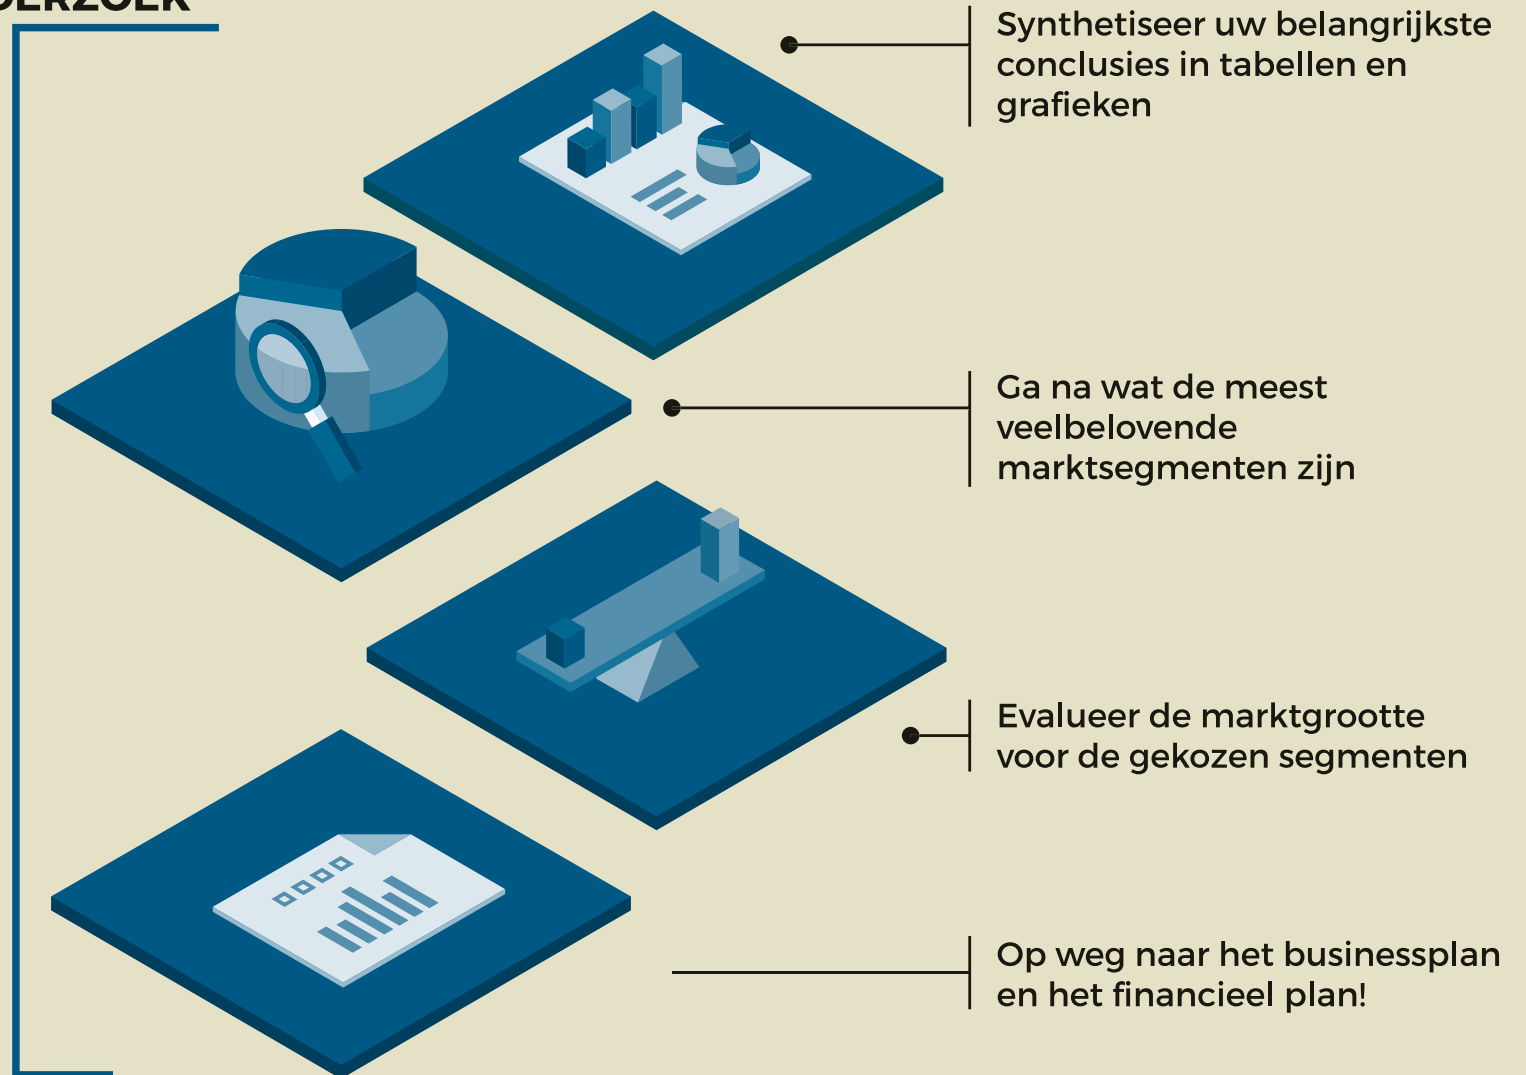 Synthetiseer uw belangrijkste
conclusies in tabellen en
grafieken
Ga na wat de meest
veelbelovende
marktsegmenten zijn
Evalueer de marktgrootte
voor de gekozen segmenten
Op weg naar het businessplan
en het financieel plan!